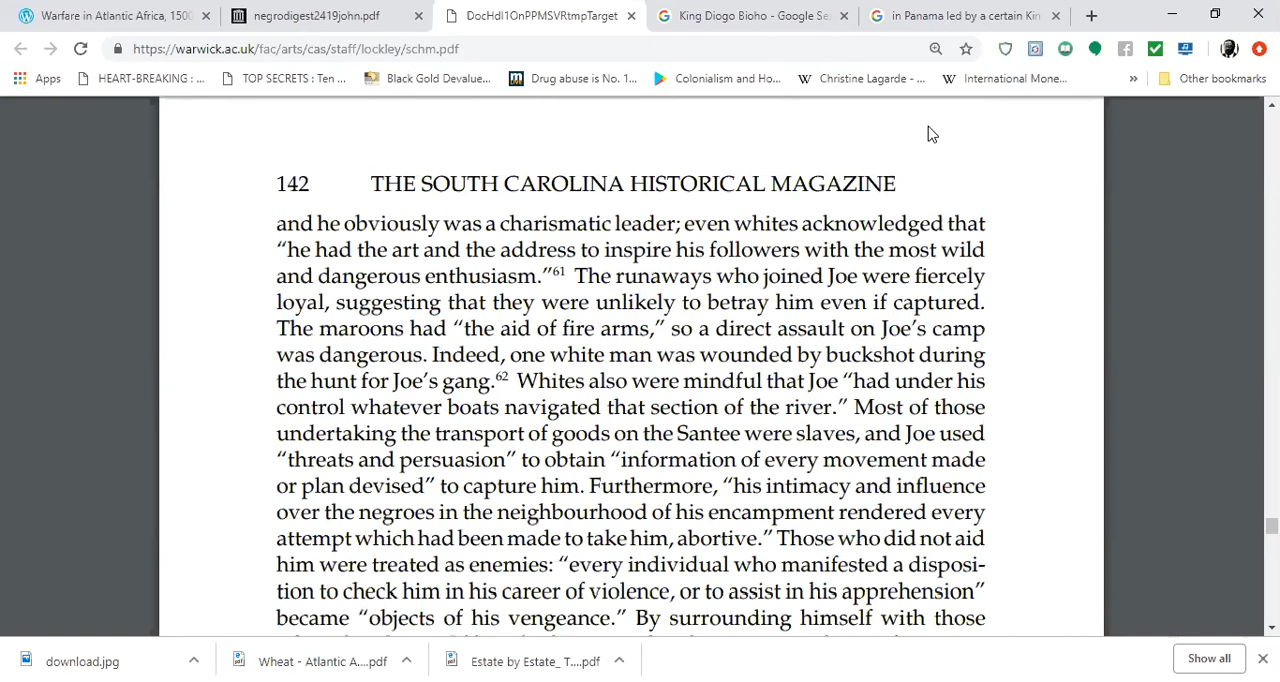 Warfare in Atlantic Africa, 1500
negrodigest2419john.pdf
DocHdl1OnPPMSVRtmpTarget
King Diogo Bioho - Google Se
in Panama led by a certain Kin
https://warwick.ac.uk/fac/arts/cas/staff/lockley/schm.pdf
Apps
HEART-BREAKING : ...
TOP SECRETS : Ten ...
Black Gold Devalue...
Drug abuse is No. 1...
Colonialism and Ho...
Christine Lagarde - ...
International Mone...
»
Other bookmarks
142 THE SOUTH CAROLINA HISTORICAL MAGAZINE
and he obviously was a charismatic leader; even whites acknowledged that
“he had the art and the address to inspire his followers with the most wild
and dangerous enthusiasm.”61 The runaways who joined Joe were fiercely
loyal, suggesting that they were unlikely to betray him even if captured.
The maroons had “the aid of fire arms,” so a direct assault on Joe’s camp
was dangerous. Indeed, one white man was wounded by buckshot during
the hunt for Joe’s gang.62 Whites also were mindful that Joe “had under his
control whatever boats navigated that section of the river.” Most of those
undertaking the transport of goods on the Santee were slaves, and Joe used
“threats and persuasion” to obtain “information of every movement made
or plan devised” to capture him. Furthermore, “his intimacy and influence
over the negroes in the neighbourhood of his encampment rendered every
attempt which had been made to take him, abortive.” Those who did not aid
him were treated as enemies: “every individual who manifested a disposi-
tion to check him in his career of violence, or to assist in his apprehension”
became “objects of his vengeance.” By surrounding himself with those
download.jpg
Wheat - Atlantic A....pdf
Estate by Estate_ T....pdf
Show all